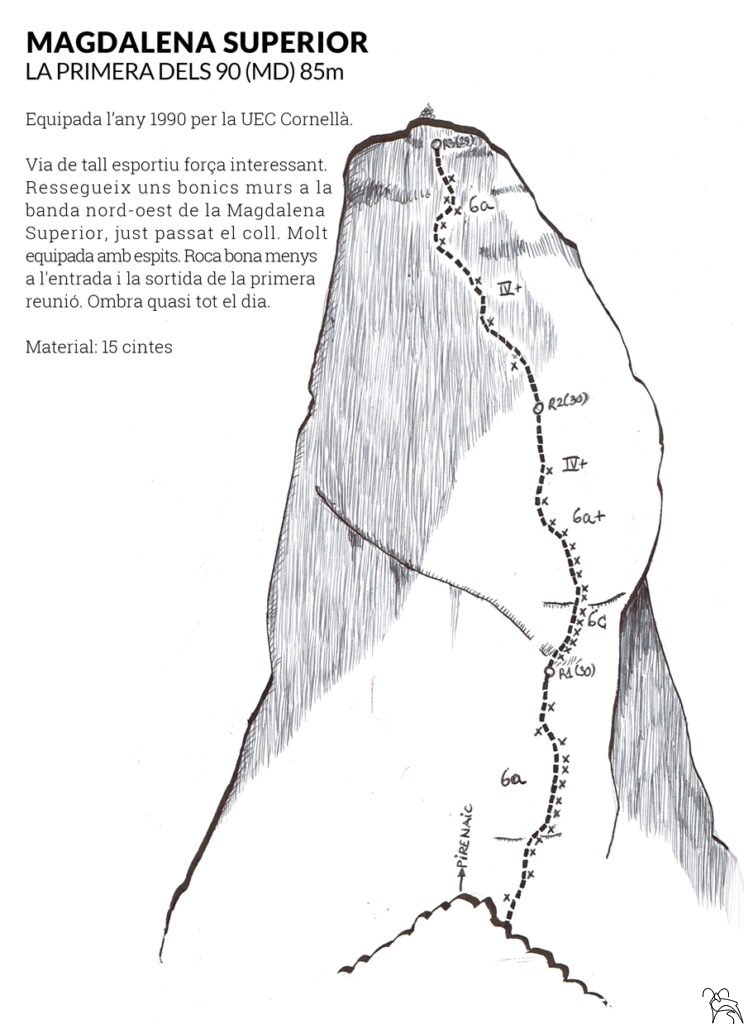 MAGDALENA SUPERIOR
LA PRIMERA DELS 90 (MD) 85m
Equipada l'any 1990 per la UEC Cornellà.
Via de tall esportiu força interessant.
Ressegueix uns bonics murs a la
banda nord-oest de la Magdalena
Superior, just passat el coll. Molt
equipada amb espits. Roca bona menys
a l'entrada i la sortida de la primera
reunió. Ombra quasi tot el dia.
Material: 15 cintes
R3(25)
6a
IV+
R2(30)
IV+
6a+
6c
R1(30)
6a
PIRENAIC